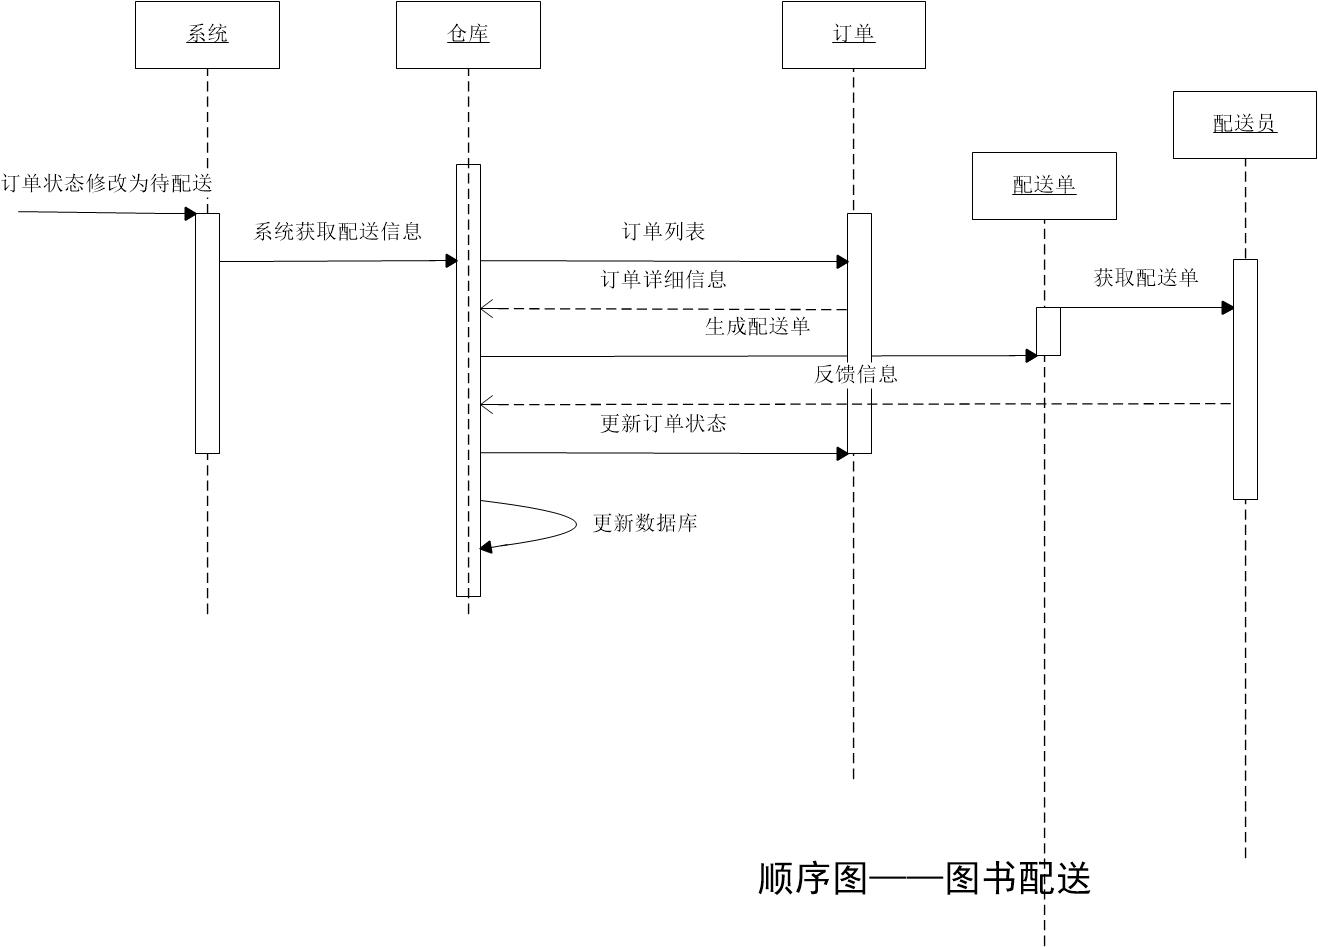 系统
仓库
订单
配送员
配送单
订单状态修改为待配送
系统获取配送信息
订单列表
订单详细信息
获取配送单
生成配送单
反馈信息
更新订单状态
更新数据库
顺序图——图书配送